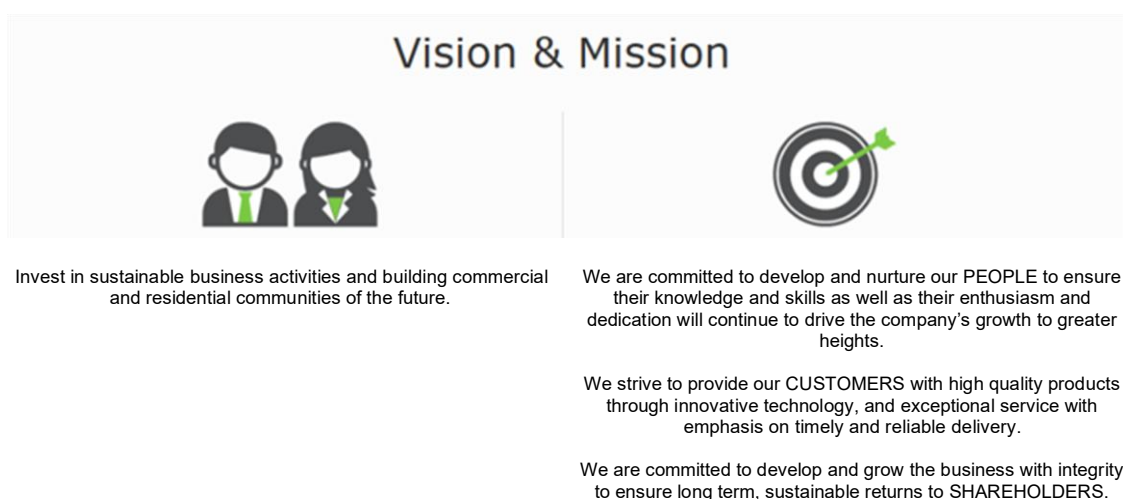 Vision & Mission
Invest in sustainable business activities and building commercial
and residential communities of the future.
We are committed to develop and nurture our PEOPLE to ensure
their knowledge and skills as well as their enthusiasm and
dedication will continue to drive the company’s growth to greater
heights.
We strive to provide our CUSTOMERS with high quality products
through innovative technology, and exceptional service with
emphasis on timely and reliable delivery.
We are committed to develop and grow the business with integrity
to ensure long term, sustainable returns to SHAREHOLDERS.